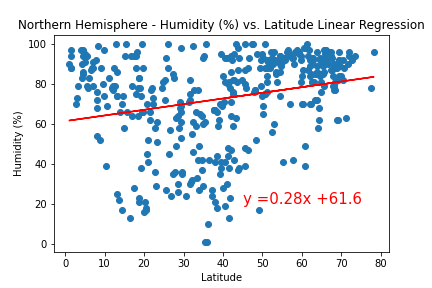 Northern Hemisphere - Humidity (%) vs. Latitude Linear Regression
100
80
60
40
20
0
Humidity (%)
y =0.28x +61.6
0 10 20 30 40 50 60 70 80
Latitude